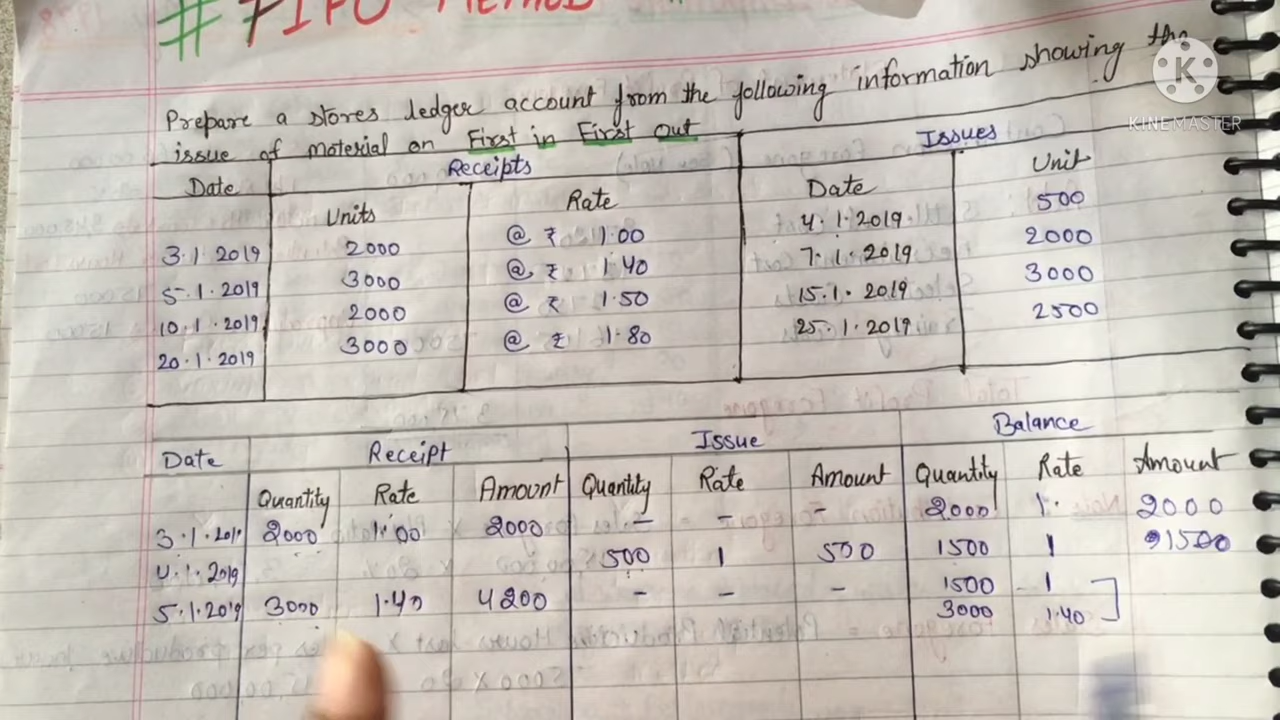 # FIFO METHOD
Prepare a stores ledger account from the following information showing the
issue of material on First in First Out
Receipts Issues
Date Units Rate Date Unit
3.1.2019 2000 @ ₹ 1.00 4.1.2019 500
5.1.2019 3000 @ ₹ 1.40 7.1.2019 2000
10.1.2019 2000 @ ₹ 1.50 15.1.2019 3000
20.1.2019 3000 @ ₹ 1.80 25.1.2019 2500
Date Receipt Issue Balance
Quantity Rate Amount Quantity Rate Amount Quantity Rate Amount
3.1.2019 2000 1.00 2000 - - - 2000 1. 2000
4.1.2019 500 1 500 1500 1 1500
5.1.2019 3000 1.40 4200 - - - 1500 - 1
3000 1.40
K
KINEMASTER